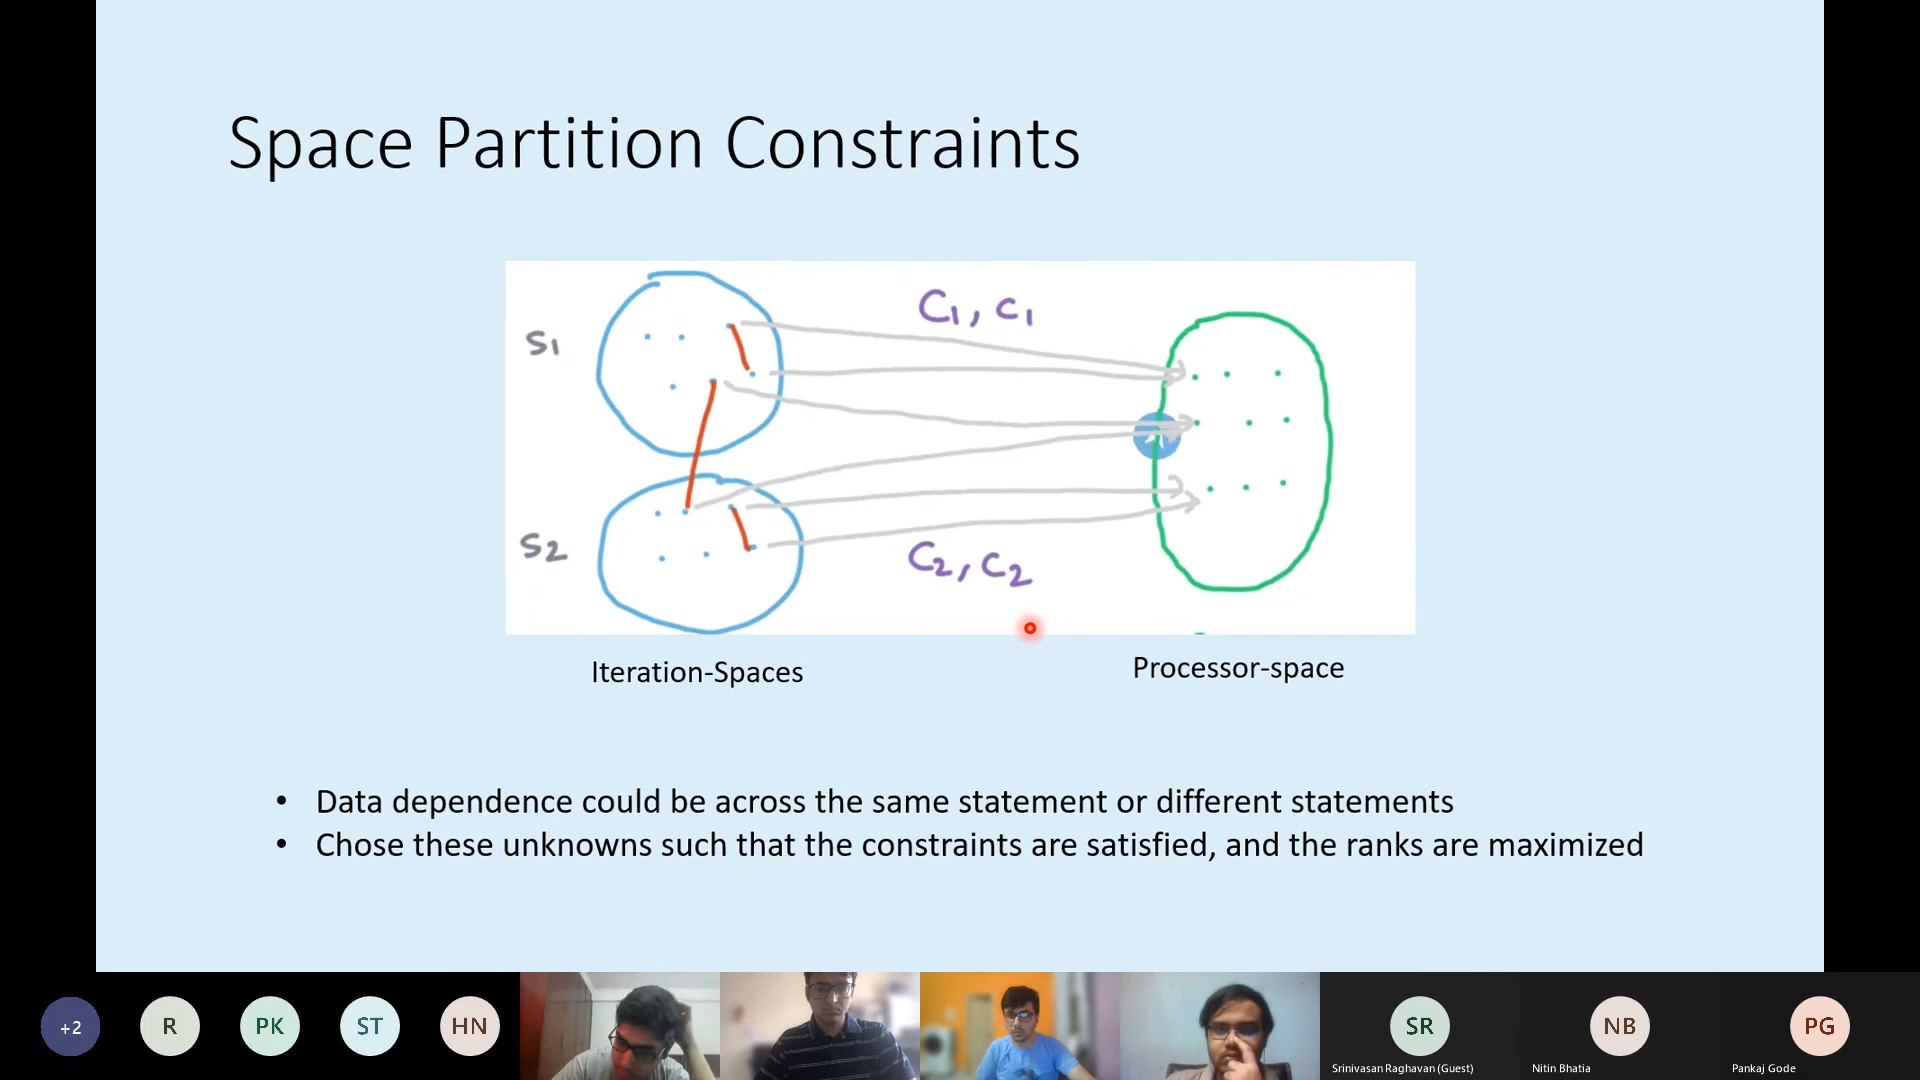 Space Partition Constraints
S1
C1, c1
S2
C2, c2
Iteration-Spaces
Processor-space
• Data dependence could be across the same statement or different statements
• Chose these unknowns such that the constraints are satisfied, and the ranks are maximized
+2
R
PK
ST
HN
SR
NB
PG
Srinivasan Raghavan (Guest)
Nitin Bhatia
Pankaj Gode